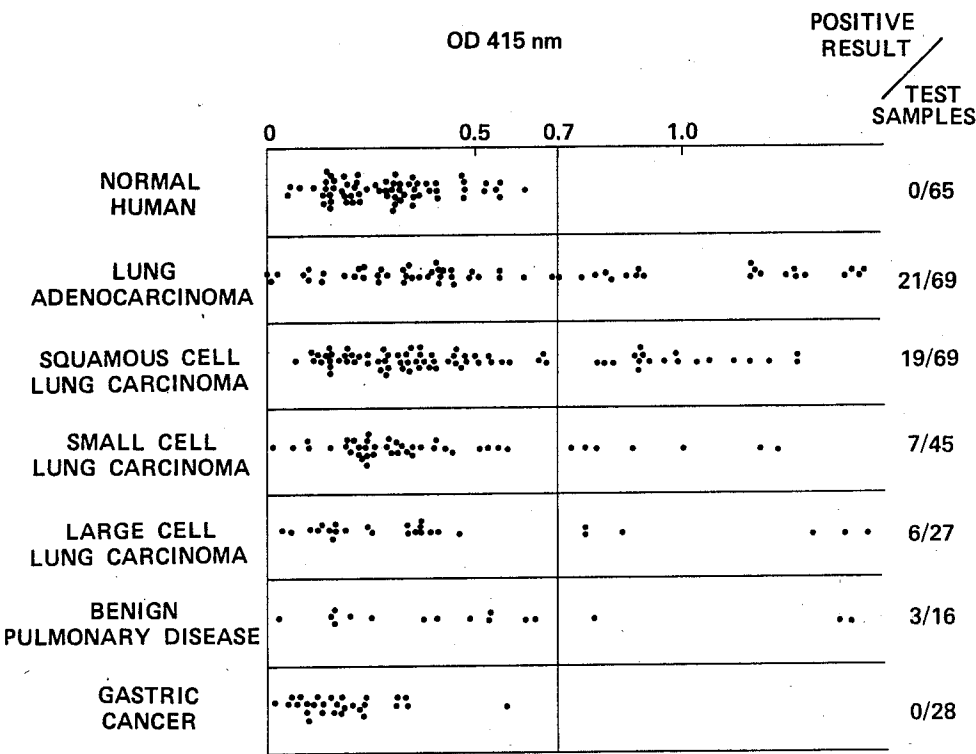 OD 415 nm
POSITIVE
RESULT
/
TEST
SAMPLES
0 0.5 0.7 1.0
NORMAL
HUMAN
0/65
LUNG
ADENOCARCINOMA
21/69
SQUAMOUS CELL
LUNG CARCINOMA
19/69
SMALL CELL
LUNG CARCINOMA
7/45
LARGE CELL
LUNG CARCINOMA
6/27
BENIGN
PULMONARY DISEASE
3/16
GASTRIC
CANCER
0/28